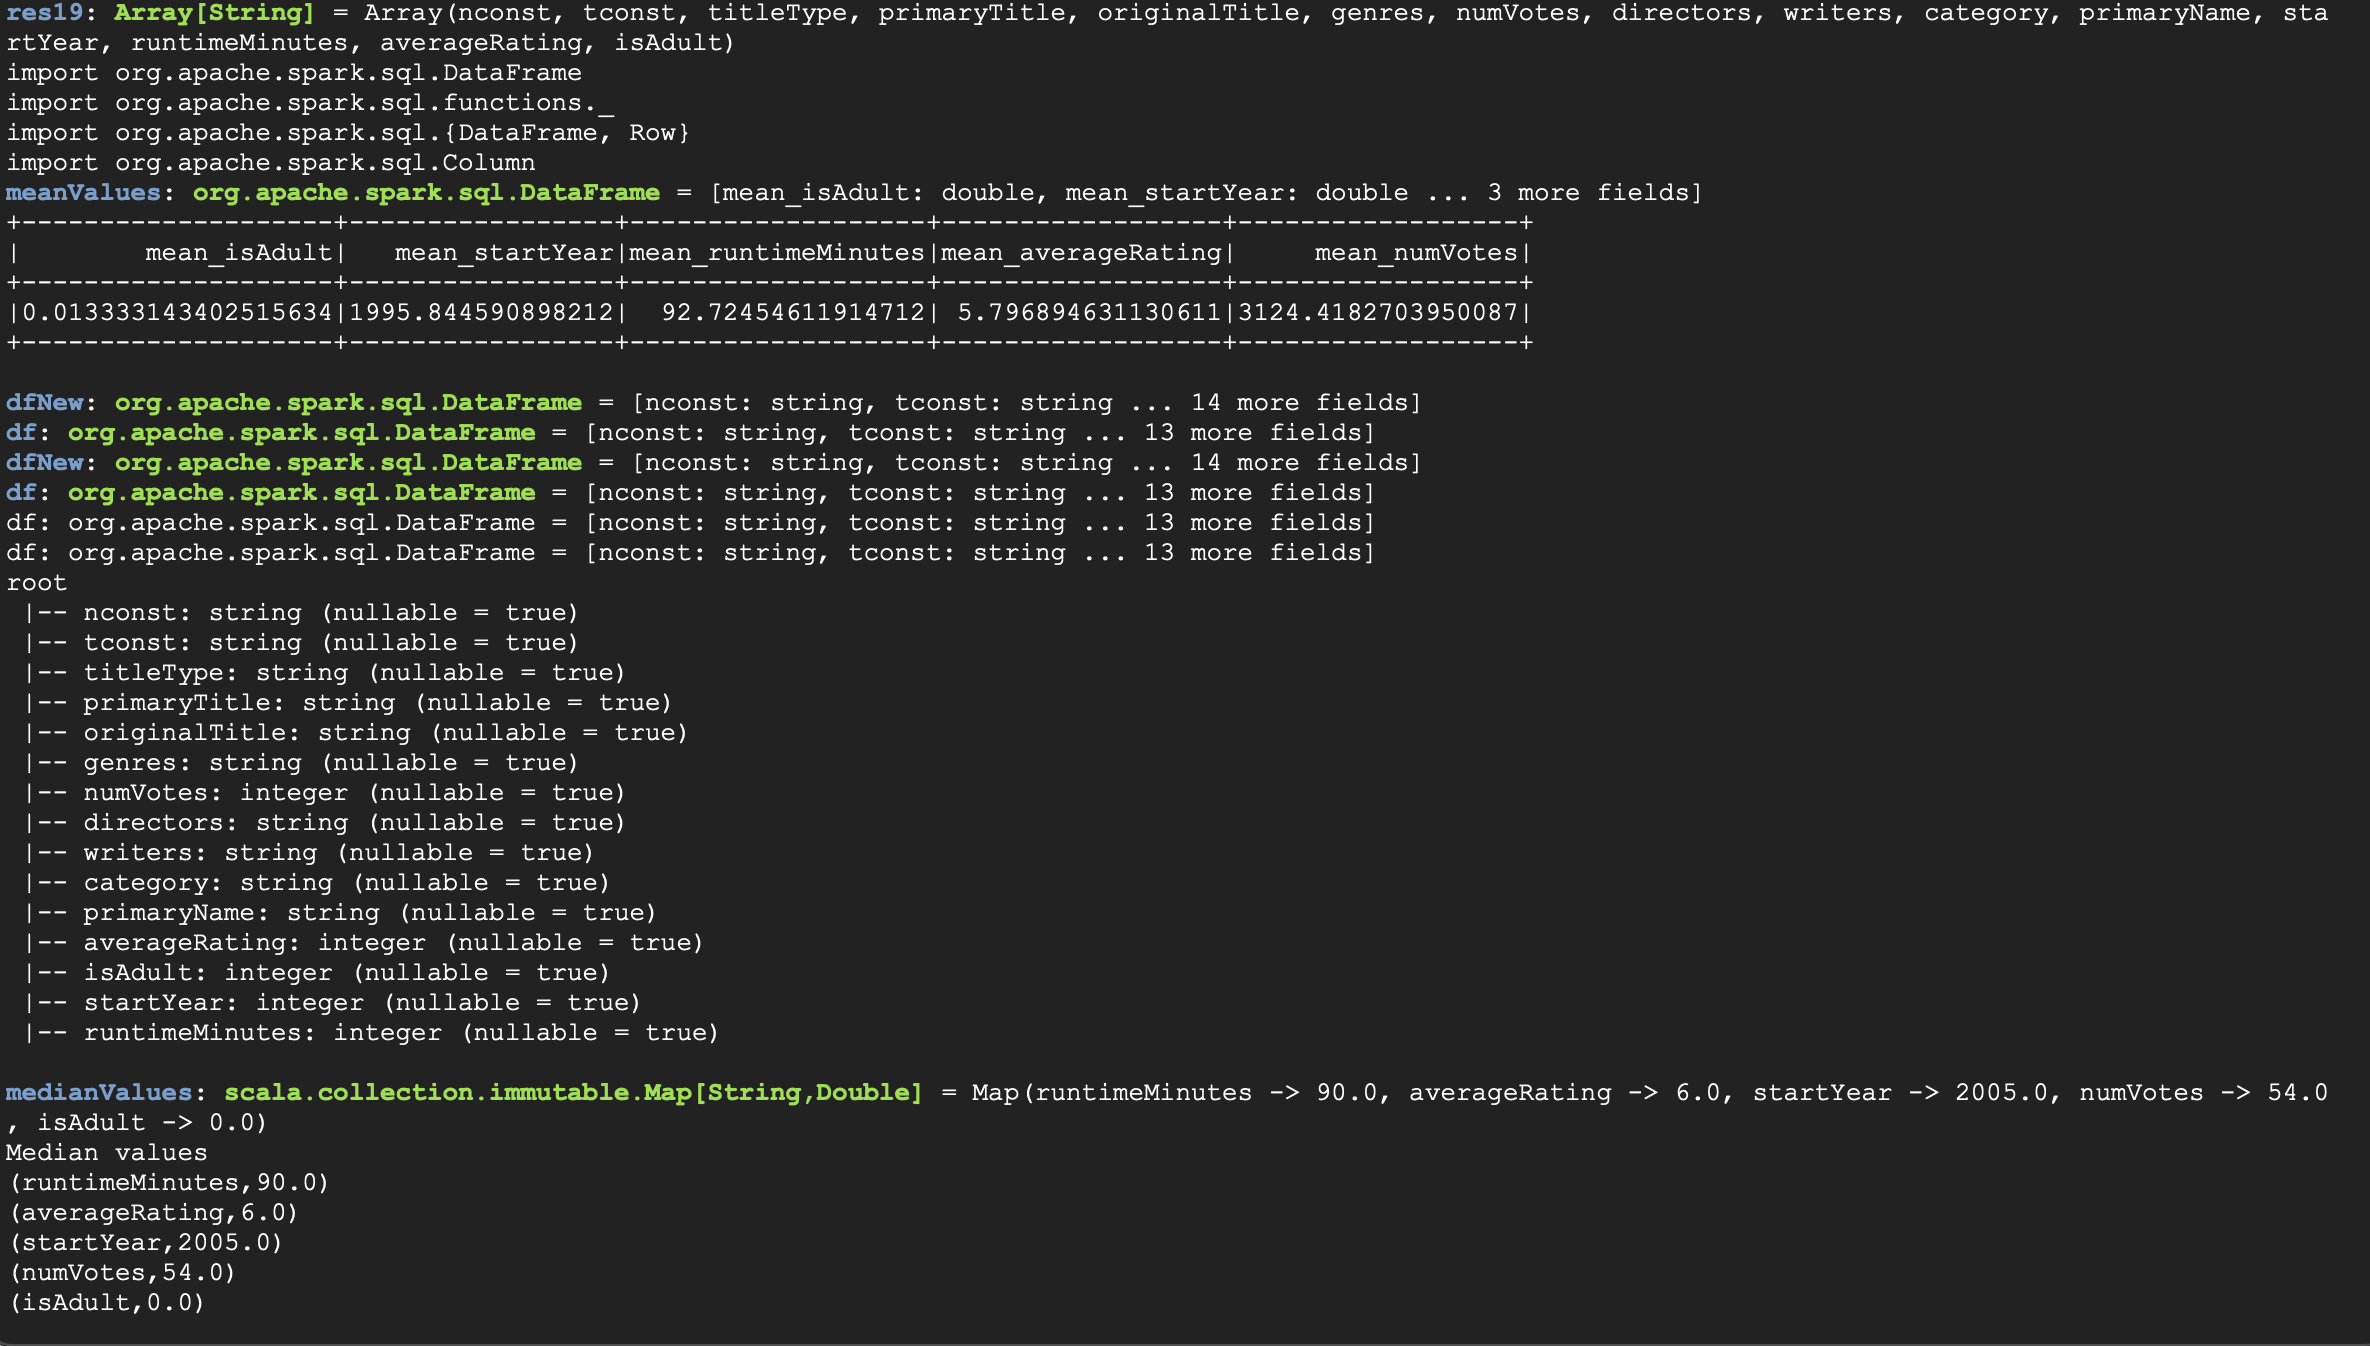 res19: Array[String] = Array(nconst, tconst, titleType, primaryTitle, originalTitle, genres, numVotes, directors, writers, category, primaryName, sta
rtYear, runtimeMinutes, averageRating, isAdult)
import org.apache.spark.sql.DataFrame
import org.apache.spark.sql.functions._
import org.apache.spark.sql.{DataFrame, Row}
import org.apache.spark.sql.Column
meanValues: org.apache.spark.sql.DataFrame = [mean_isAdult: double, mean_startYear: double ... 3 more fields]
+--------------------+-----------------+-------------------+------------------+------------------+
|        mean_isAdult|   mean_startYear|mean_runtimeMinutes|mean_averageRating|     mean_numVotes|
+--------------------+-----------------+-------------------+------------------+------------------+
|0.013333143402515634|1995.844590898212|  92.72454611914712| 5.796894631130611|3124.4182703950087|
+--------------------+-----------------+-------------------+------------------+------------------+
dfNew: org.apache.spark.sql.DataFrame = [nconst: string, tconst: string ... 14 more fields]
df: org.apache.spark.sql.DataFrame = [nconst: string, tconst: string ... 13 more fields]
dfNew: org.apache.spark.sql.DataFrame = [nconst: string, tconst: string ... 14 more fields]
df: org.apache.spark.sql.DataFrame = [nconst: string, tconst: string ... 13 more fields]
df: org.apache.spark.sql.DataFrame = [nconst: string, tconst: string ... 13 more fields]
df: org.apache.spark.sql.DataFrame = [nconst: string, tconst: string ... 13 more fields]
root
 |-- nconst: string (nullable = true)
 |-- tconst: string (nullable = true)
 |-- titleType: string (nullable = true)
 |-- primaryTitle: string (nullable = true)
 |-- originalTitle: string (nullable = true)
 |-- genres: string (nullable = true)
 |-- numVotes: integer (nullable = true)
 |-- directors: string (nullable = true)
 |-- writers: string (nullable = true)
 |-- category: string (nullable = true)
 |-- primaryName: string (nullable = true)
 |-- averageRating: integer (nullable = true)
 |-- isAdult: integer (nullable = true)
 |-- startYear: integer (nullable = true)
 |-- runtimeMinutes: integer (nullable = true)
medianValues: scala.collection.immutable.Map[String,Double] = Map(runtimeMinutes -> 90.0, averageRating -> 6.0, startYear -> 2005.0, numVotes -> 54.0
, isAdult -> 0.0)
Median values
(runtimeMinutes,90.0)
(averageRating,6.0)
(startYear,2005.0)
(numVotes,54.0)
(isAdult,0.0)